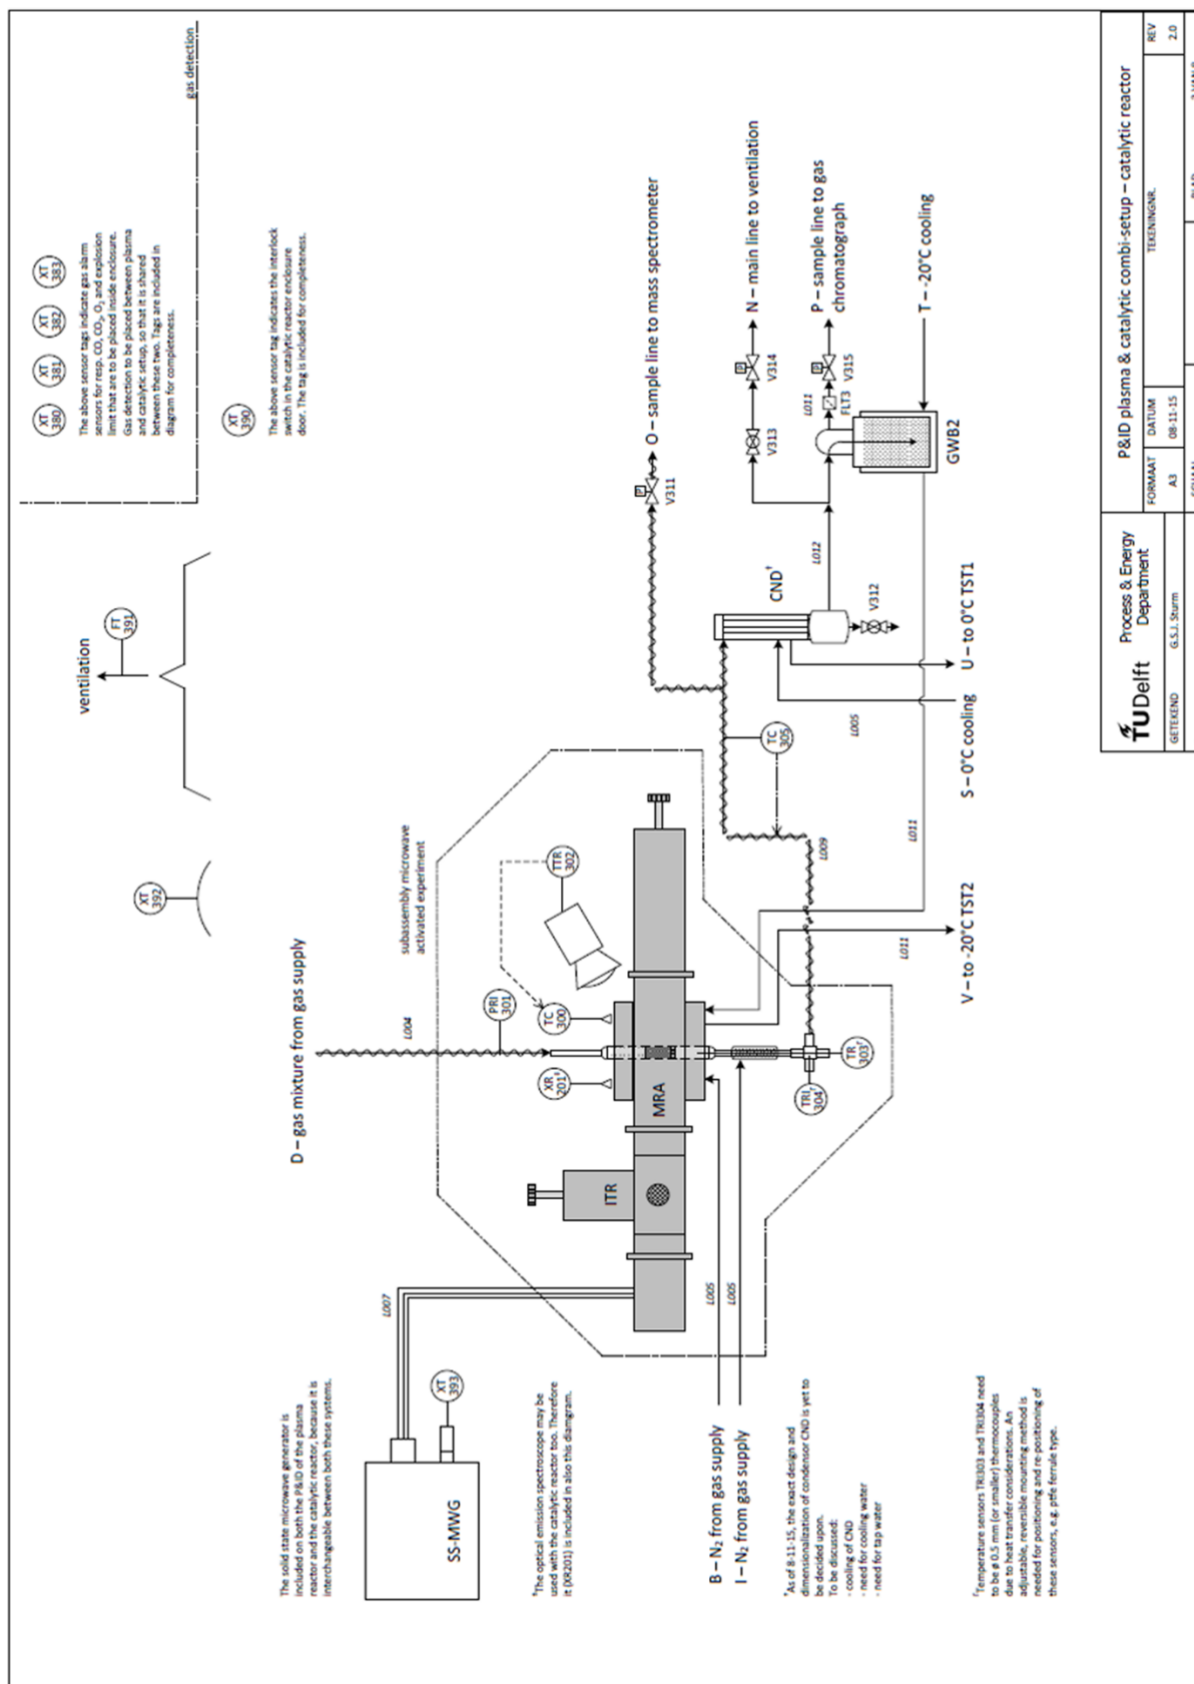 The solid state microwave generator is
included on both the P&ID of the plasma
reactor and the catalytic reactor, because it is
interchangeable between both these systems.
SS-MWG
XT
393
L007
*The optical emission spectroscope may be
used with the catalytic reactor too. Therefore
it (XR201) is included in also this diamgram.
B – N₂ from gas supply
I – N₂ from gas supply
L005
L005
As of 8-11-15, the exact design and
dimensionalization of condensor CND is yet to
be decided upon.
To be discussed:
- cooling of CND
- need for cooling water
- need for tap water
Temperature sensors TRI303 and TRI304 need
to be ø 0.5 mm (or smaller) thermocouples
due to heat transfer considerations. An
adjustable, reversible mounting method is
needed for positioning and re-positioning of
these sensors, e.g. ptfe ferrule type.
D – gas mixture from gas supply
L004
PRI
301
XR
201
TC
300
TTR
302
subassembly microwave
activated experiment
ITR
MRA
TRI
304
TR
303
L009
TC
305
L011
V – to -20°C TST2
L011
S – 0°C cooling
L005
U – to 0°C TST1
CND†
V312
L012
V311
O – sample line to mass spectrometer
V313
V314
N – main line to ventilation
L011
FLT3
V315
P – sample line to gas
chromatograph
GWB2
T – -20°C cooling
XT
392
ventilation
FT
391
XT
380
XT
381
XT
382
XT
383
The above sensor tags indicate gas alarm
sensors for resp. CO, CO₂, O₂ and explosion
limit that are to be placed inside enclosure.
Gas detection to be placed between plasma
and catalytic setup, so that it is shared
between these two. Tags are included in
diagram for completeness.
gas detection
XT
390
The above sensor tag indicates the interlock
switch in the catalytic reactor enclosure
door. The tag is included for completeness.
TUDelft
Process & Energy
Department
P&ID plasma & catalytic combi-setup – catalytic reactor
GETEKEND
G.S.J. Sturm
FORMAAT
A3
DATUM
08-11-15
TEKENINGNR.
REV
2.0